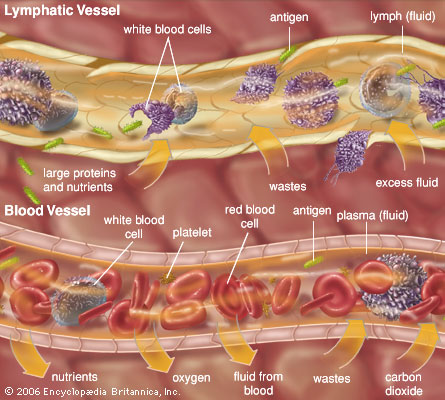 Lymphatic Vessel
white blood cells
antigen
lymph (fluid)
large proteins
and nutrients
wastes
excess fluid
Blood Vessel
white blood
cell
platelet
red blood
cell
antigen
plasma (fluid)
nutrients
oxygen
fluid from
blood
wastes
carbon
dioxide
© 2006 Encyclopædia Britannica, Inc.